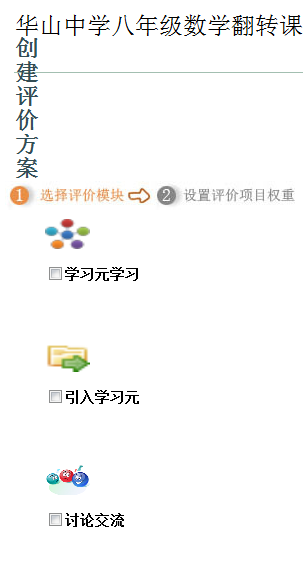 华山中学八年级数学翻转课
创建评价方案
1 选择评价模块 2 设置评价项目权重
学习元学习
引入学习元
讨论交流